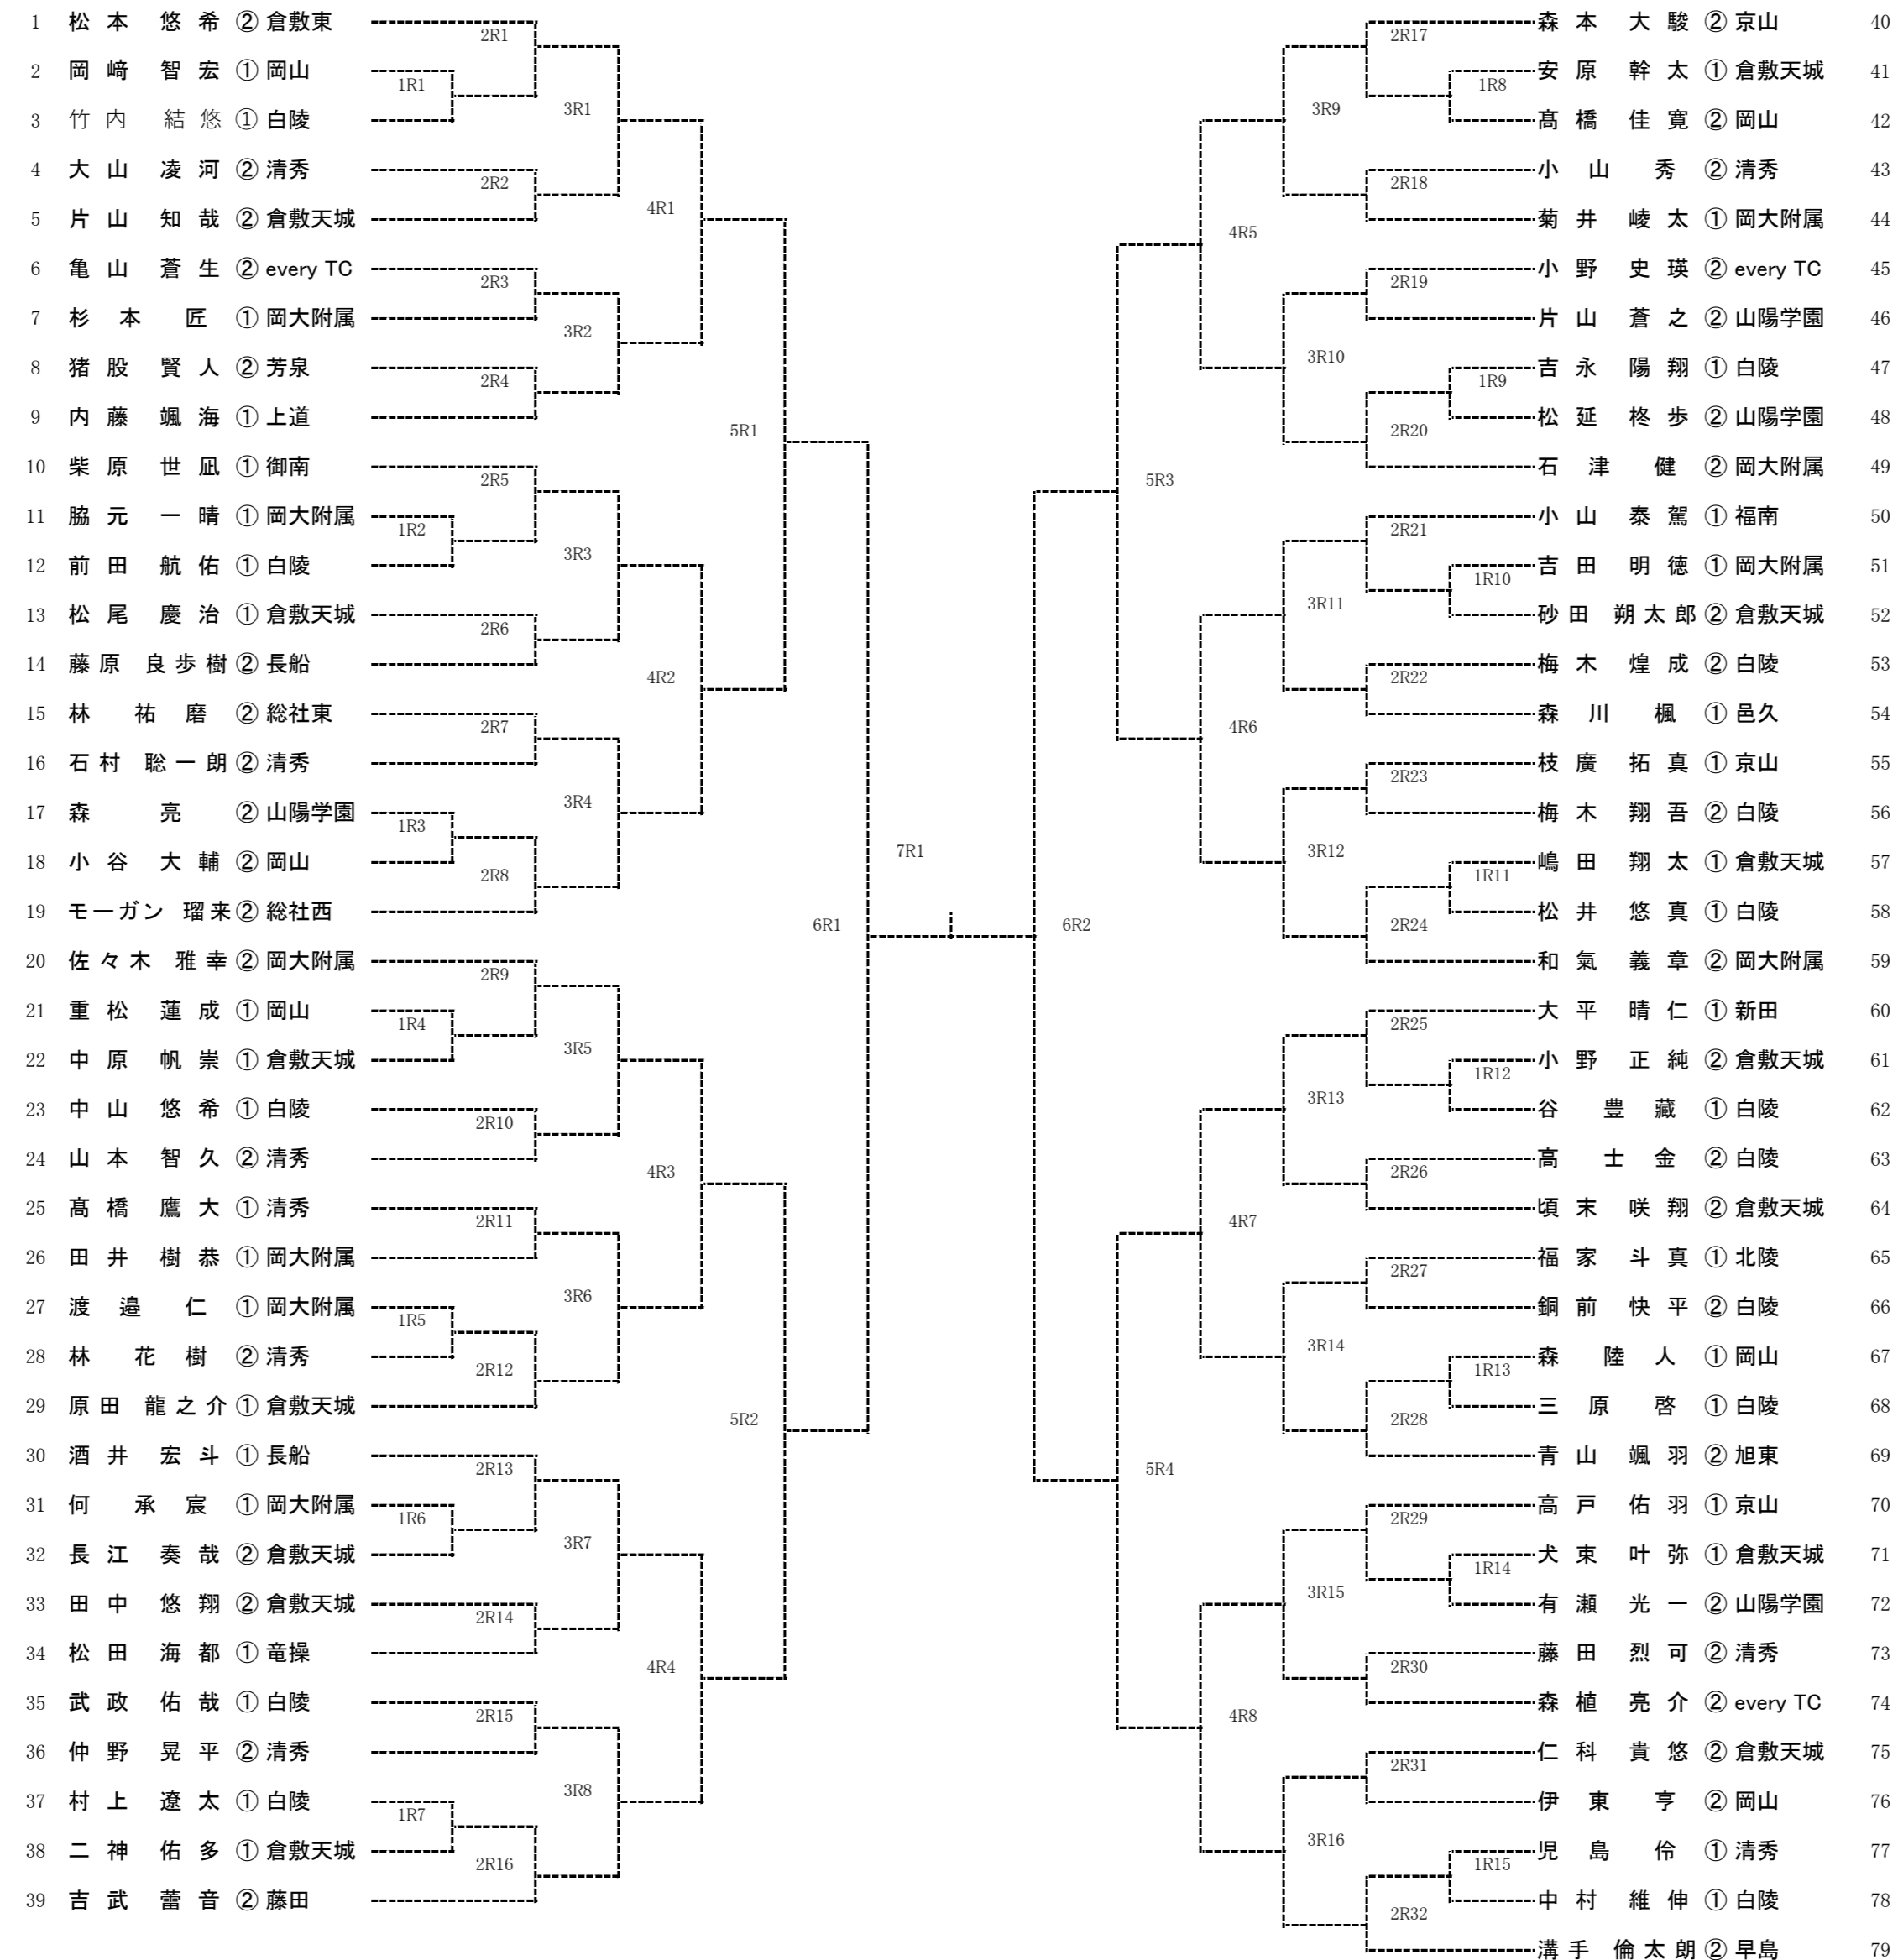 1 松本 悠希 ② 倉敷東
2 岡﨑 智宏 ① 岡山
3 竹内 結悠 ① 白陵
4 大山 凌河 ② 清秀
5 片山 知哉 ② 倉敷天城
6 亀山 蒼生 ② every TC
7 杉本 匠 ① 岡大附属
8 猪股 賢人 ② 芳泉
9 内藤 颯海 ① 上道
10 柴原 世凪 ① 御南
11 脇元 一晴 ① 岡大附属
12 前田 航佑 ① 白陵
13 松尾 慶治 ① 倉敷天城
14 藤原 良歩樹 ② 長船
15 林 祐磨 ② 総社東
16 石村 聡一朗 ② 清秀
17 森 亮 ② 山陽学園
18 小谷 大輔 ② 岡山
19 モーガン 瑠来 ② 総社西
20 佐々木 雅幸 ② 岡大附属
21 重松 蓮成 ① 岡山
22 中原 帆崇 ① 倉敷天城
23 中山 悠希 ① 白陵
24 山本 智久 ② 清秀
25 髙橋 鷹大 ① 清秀
26 田井 樹恭 ① 岡大附属
27 渡邉 仁 ① 岡大附属
28 林 花樹 ② 清秀
29 原田 龍之介 ① 倉敷天城
30 酒井 宏斗 ① 長船
31 何 承宸 ① 岡大附属
32 長江 奏哉 ② 倉敷天城
33 田中 悠翔 ② 倉敷天城
34 松田 海都 ① 竜操
35 武政 佑哉 ① 白陵
36 仲野 晃平 ② 清秀
37 村上 遼太 ① 白陵
38 二神 佑多 ① 倉敷天城
39 吉武 蕾音 ② 藤田
1R1
1R2
1R3
1R4
1R5
1R6
1R7
2R1
2R2
2R3
2R4
2R5
2R6
2R7
2R8
2R9
2R10
2R11
2R12
2R13
2R14
2R15
2R16
3R1
3R2
3R3
3R4
3R5
3R6
3R7
3R8
4R1
4R2
4R3
4R4
5R1
5R2
6R1
7R1
6R2
5R3
5R4
4R5
4R6
4R7
4R8
3R9
3R10
3R11
3R12
3R13
3R14
3R15
3R16
2R17
2R18
2R19
2R20
2R21
2R22
2R23
2R24
2R25
2R26
2R27
2R28
2R29
2R30
2R31
2R32
1R8
1R9
1R10
1R11
1R12
1R13
1R14
1R15
森本 大駿 ② 京山 40
安原 幹太 ① 倉敷天城 41
髙橋 佳寛 ② 岡山 42
小山 秀 ② 清秀 43
菊井 崚太 ① 岡大附属 44
小野 史瑛 ② every TC 45
片山 蒼之 ② 山陽学園 46
吉永 陽翔 ① 白陵 47
松延 柊歩 ② 山陽学園 48
石津 健 ② 岡大附属 49
小山 泰駕 ① 福南 50
吉田 明徳 ① 岡大附属 51
砂田 朔太郎 ② 倉敷天城 52
梅木 煌成 ② 白陵 53
森川 楓 ① 邑久 54
枝廣 拓真 ① 京山 55
梅木 翔吾 ② 白陵 56
嶋田 翔太 ① 倉敷天城 57
松井 悠真 ① 白陵 58
和氣 義章 ② 岡大附属 59
大平 晴仁 ① 新田 60
小野 正純 ② 倉敷天城 61
谷 豊藏 ① 白陵 62
高 士金 ② 白陵 63
頃末 咲翔 ② 倉敷天城 64
福家 斗真 ① 北陵 65
銅前 快平 ② 白陵 66
森 陸人 ① 岡山 67
三原 啓 ① 白陵 68
青山 颯羽 ② 旭東 69
高戸 佑羽 ① 京山 70
犬東 叶弥 ① 倉敷天城 71
有瀬 光一 ② 山陽学園 72
藤田 烈可 ② 清秀 73
森植 亮介 ② every TC 74
仁科 貴悠 ② 倉敷天城 75
伊東 亨 ② 岡山 76
児島 伶 ① 清秀 77
中村 維伸 ① 白陵 78
溝手 倫太朗 ② 早島 79